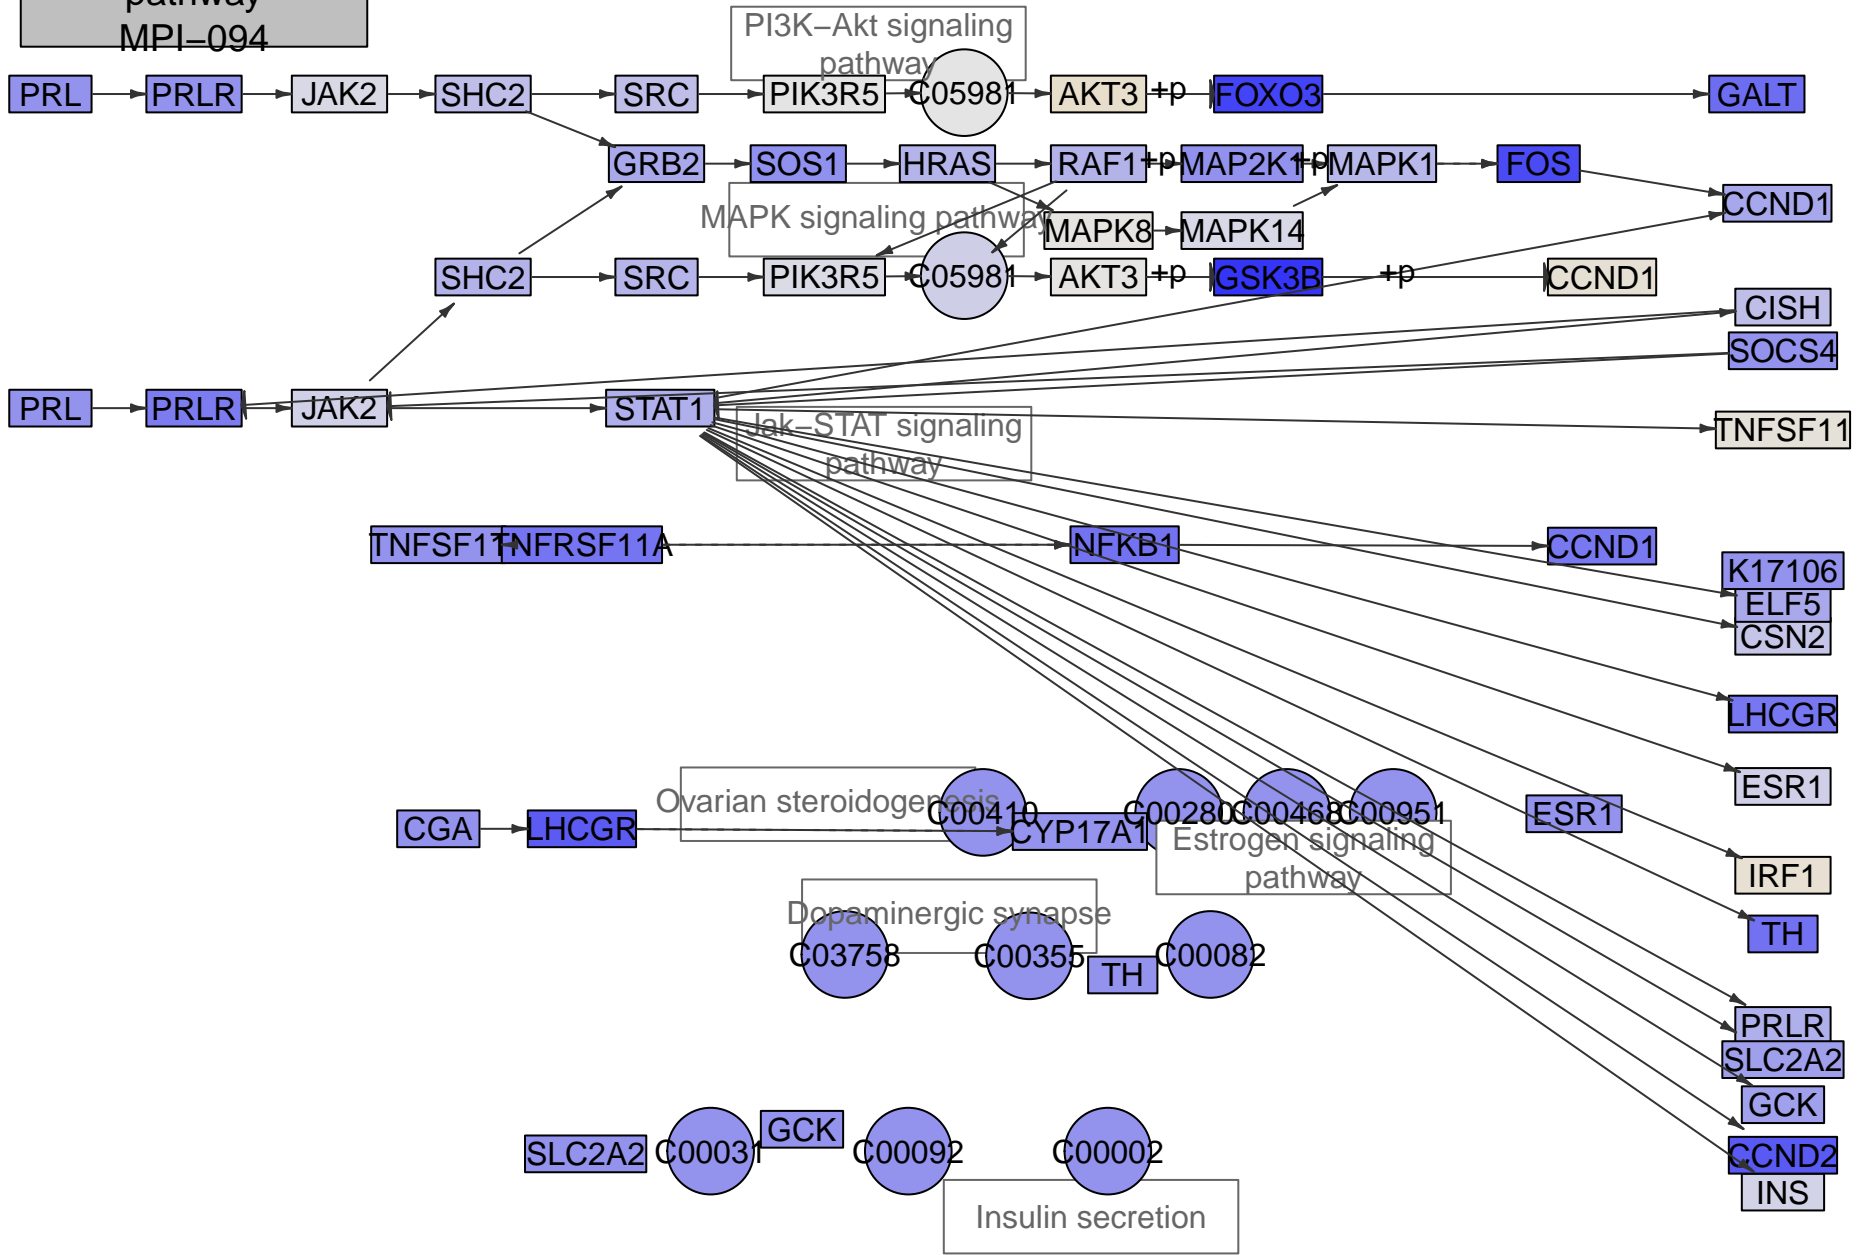 pathway
MPI−094
PI3K−Akt signaling
pathway
PRL
PRLR
JAK2
SHC2
SRC
PIK3R5
C05981
AKT3
+p
FOXO3
GALT
GRB2
SOS1
HRAS
RAF1
+p
MAP2K1
+p
MAPK1
FOS
CCND1
MAPK signaling pathway
MAPK8
MAPK14
SHC2
SRC
PIK3R5
C05981
AKT3
+p
GSK3B
+p
CCND1
CISH
SOCS4
PRL
PRLR
JAK2
STAT1
Jak−STAT signaling
pathway
TNFSF11
TNFSF11
TNFRSF11A
NFKB1
CCND1
K17106
ELF5
CSN2
LHCGR
ESR1
Ovarian steroidogenesis
C00410
C00280
C00468
C00951
ESR1
CGA
LHCGR
CYP17A1
Estrogen signaling
pathway
IRF1
Dopaminergic synapse
TH
C03758
C00355
TH
C00082
PRLR
SLC2A2
GCK
SLC2A2
C00031
GCK
C00092
C00002
CCND2
INS
Insulin secretion